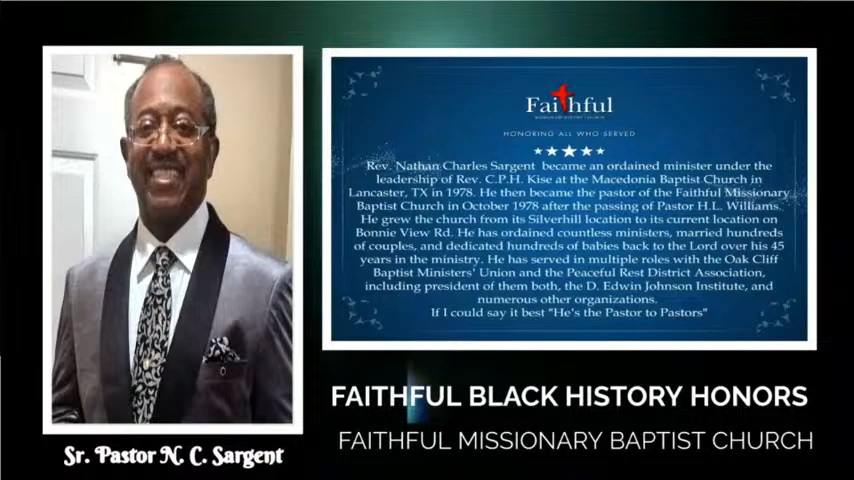 Faithful
HONORING ALL WHO SERVED
Rev. Nathan Charles Sargent became an ordained minister under the
leadership of Rev. C.P.H. Kise at the Macedonia Baptist Church in
Lancaster, TX in 1978. He then became the pastor of the Faithful Missionary
Baptist Church in October 1978 after the passing of Pastor H.L. Williams.
He grew the church from its Silverhill location to its current location on
Bonnie View Rd. He has ordained countless ministers, married hundreds
of couples, and dedicated hundreds of babies back to the Lord over his 45
years in the ministry. He has served in multiple roles with the Oak Cliff
Baptist Ministers' Union and the Peaceful Rest District Association,
including president of them both, the D. Edwin Johnson Institute, and
numerous other organizations.
If I could say it best "He's the Pastor to Pastors"
Sr. Pastor N. C. Sargent
FAITHFUL BLACK HISTORY HONORS
FAITHFUL MISSIONARY BAPTIST CHURCH